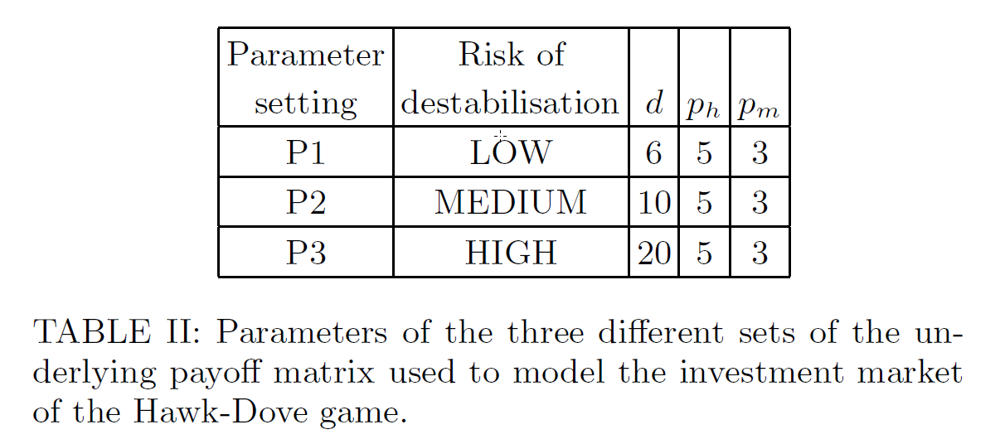 Parameter setting Risk of destabilisation d p_h p_m
P1 LOW 6 5 3
P2 MEDIUM 10 5 3
P3 HIGH 20 5 3
TABLE II: Parameters of the three different sets of the un-
derlying payoff matrix used to model the investment market
of the Hawk-Dove game.